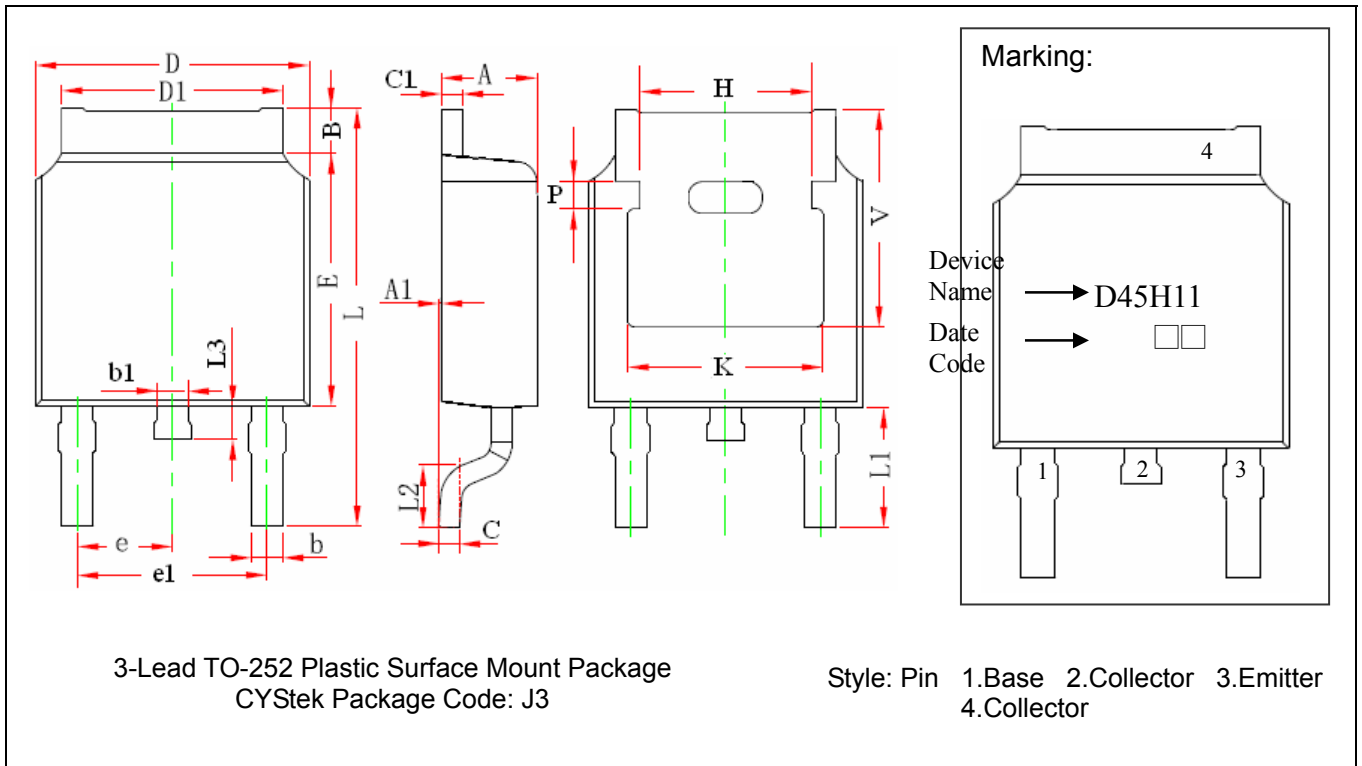 D
D1
B
E
L
L3
b1
e
e1
b
C1
A
A1
L2
C
H
P
V
K
L1
Marking:
4
Device
Name
D45H11
Date
Code
1
2
3
3-Lead TO-252 Plastic Surface Mount Package
CYStek Package Code: J3
Style: Pin 1.Base 2.Collector 3.Emitter
4.Collector